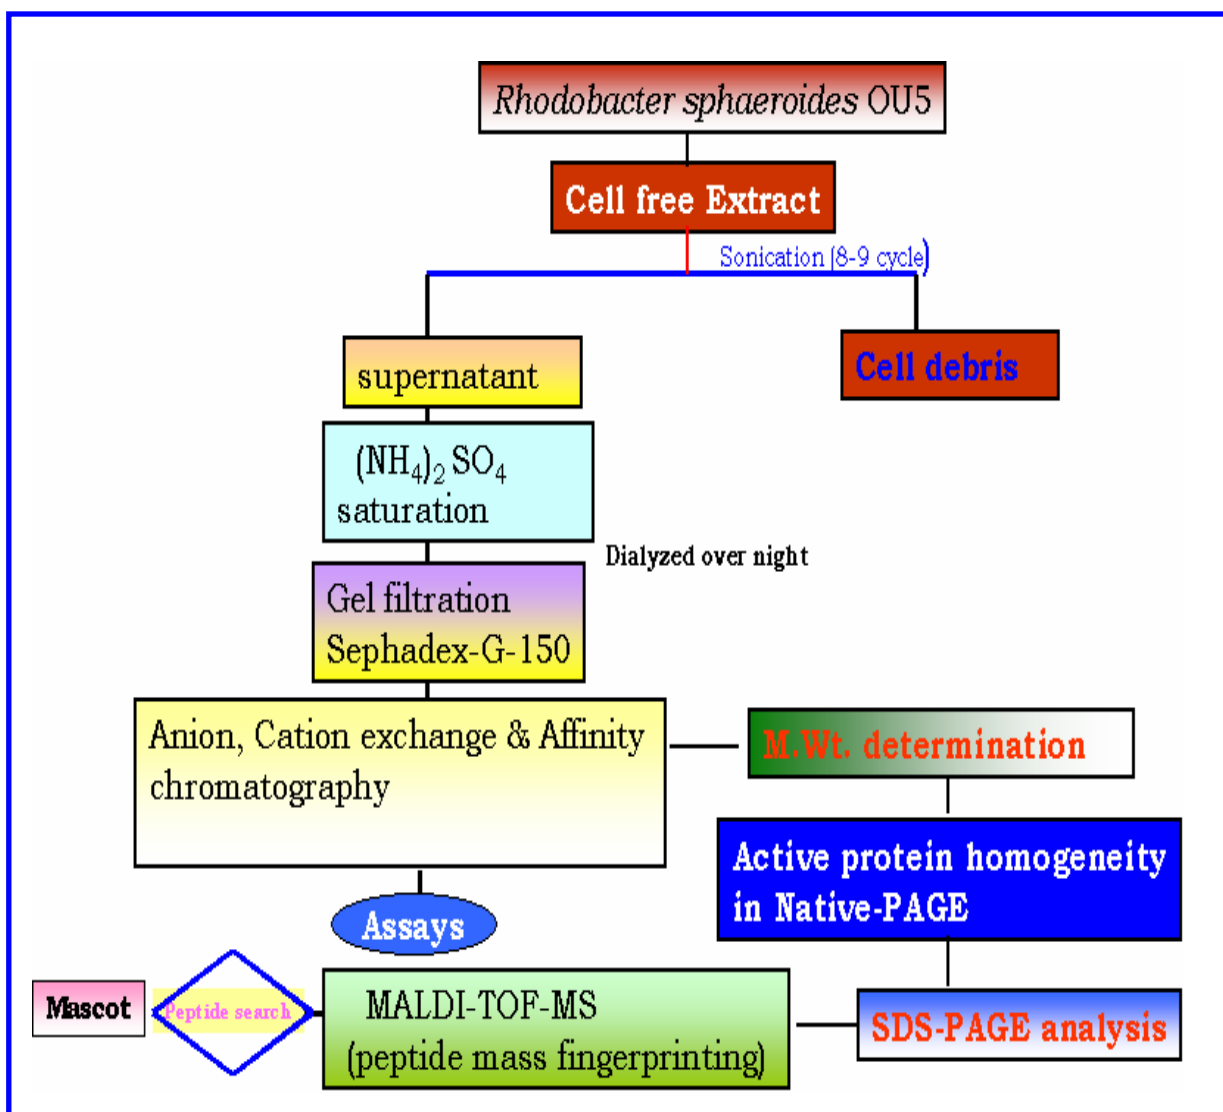 Rhodobacter sphaeroides OU5
Cell free Extract
Sonication (8-9 cycle)
supernatant
Cell debris
(NH4)2 SO4
saturation
Dialyzed over night
Gel filtration
Sephadex-G-150
Anion, Cation exchange & Affinity
chromatography
M.Wt. determination
Active protein homogeneity
in Native-PAGE
Assays
SDS-PAGE analysis
MALDI-TOF-MS
(peptide mass fingerprinting)
Peptide search
Mascot